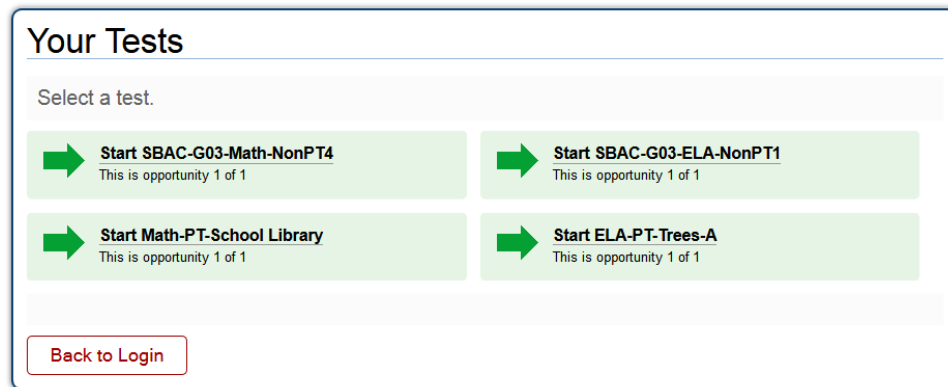 Your Tests
Select a test.
Start SBAC-G03-Math-NonPT4
This is opportunity 1 of 1
Start SBAC-G03-ELA-NonPT1
This is opportunity 1 of 1
Start Math-PT-School Library
This is opportunity 1 of 1
Start ELA-PT-Trees-A
This is opportunity 1 of 1
Back to Login